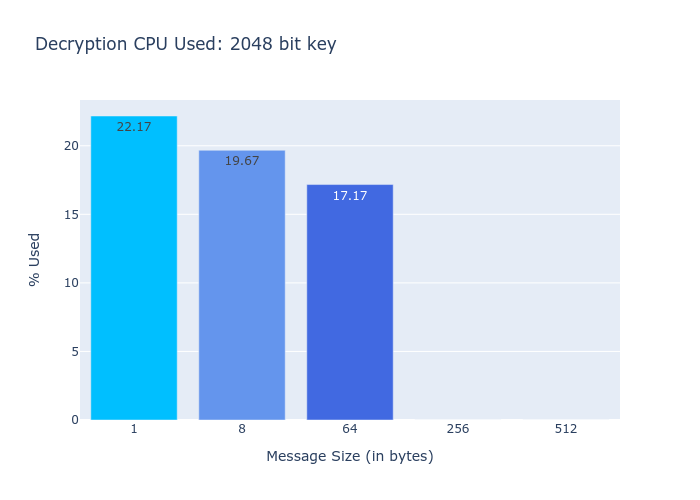 Decryption CPU Used: 2048 bit key
22.17
19.67
17.17
20
15
10
5
0
% Used
1 8 64 256 512
Message Size (in bytes)